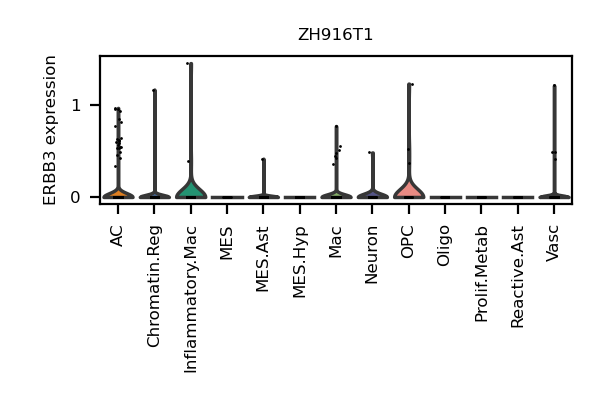 ZH916T1
ERBB3 expression
1
0
AC
Chromatin.Reg
Inflammatory.Mac
MES
MES.Ast
MES.Hyp
Mac
Neuron
OPC
Oligo
Prolif.Metab
Reactive.Ast
Vasc